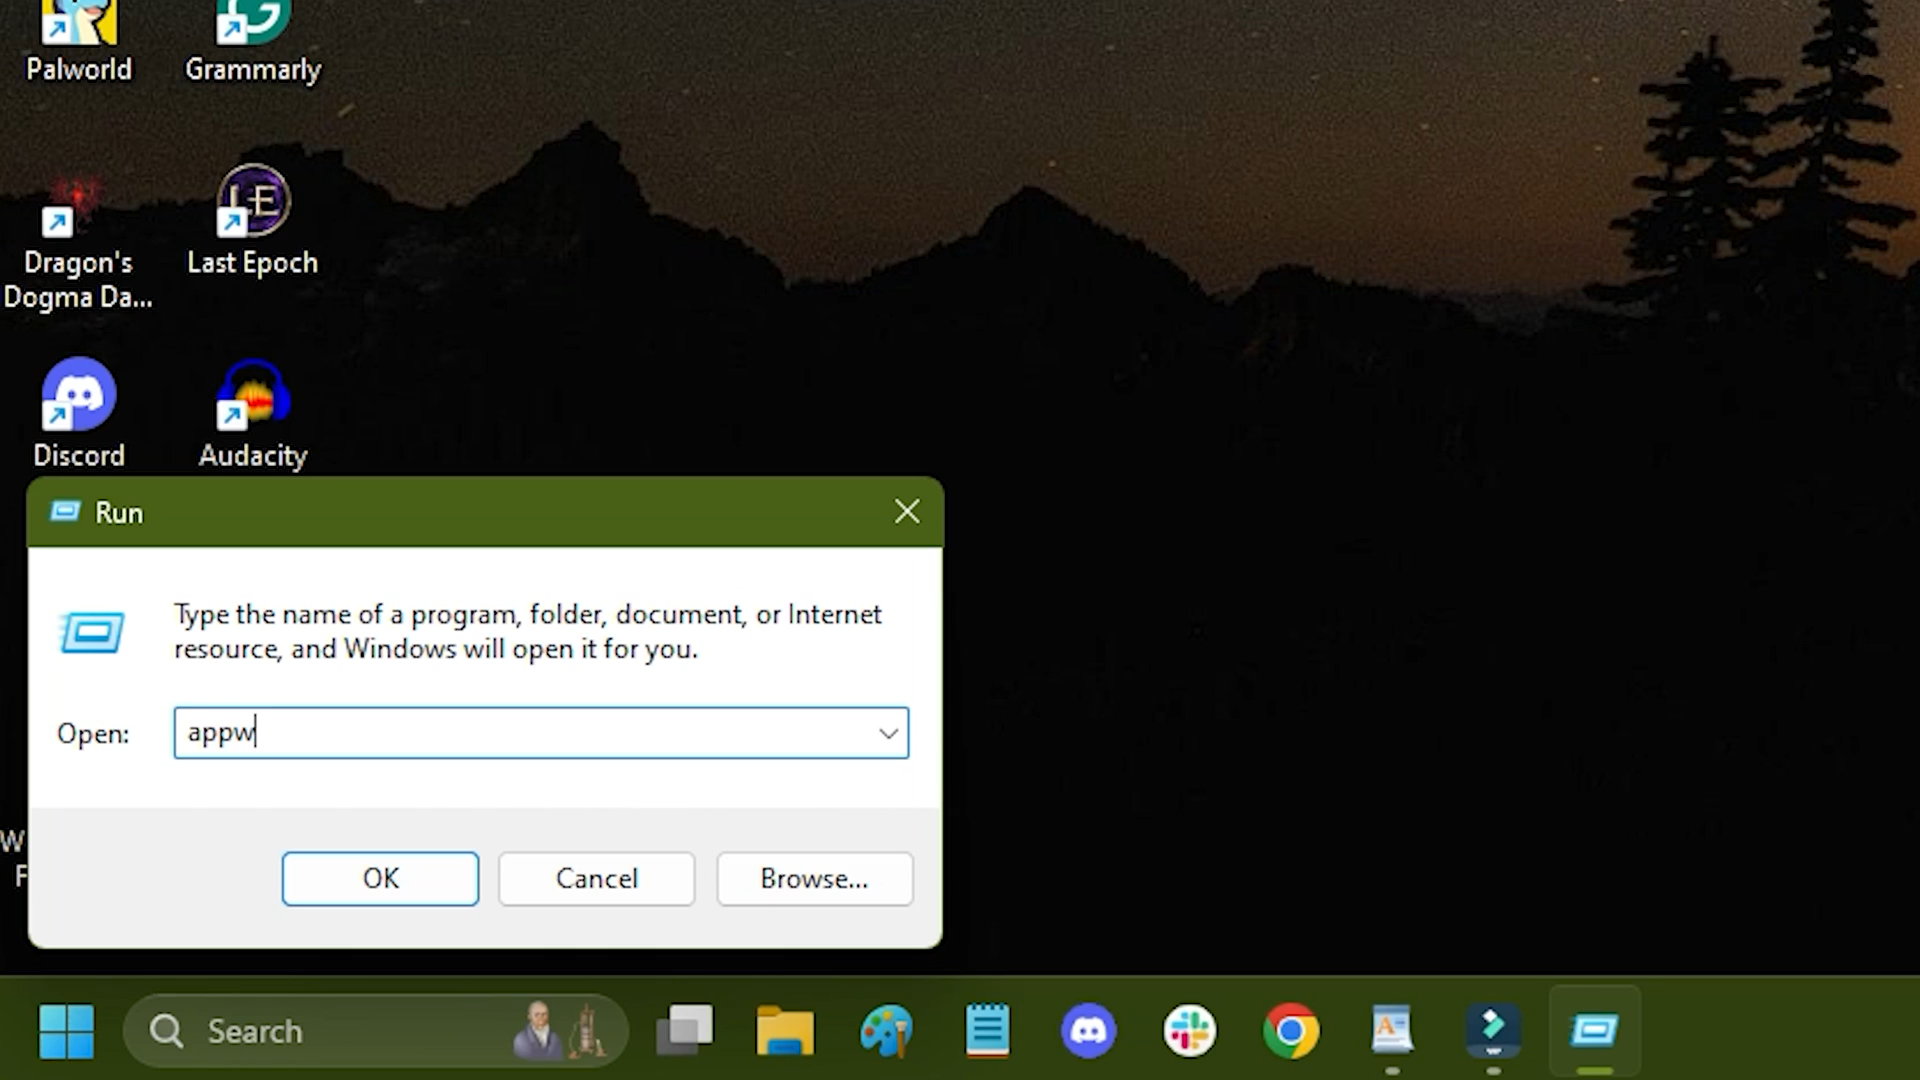 Palworld
Grammarly
Dragon's
Dogma Da...
LE
Last Epoch
Discord
Audacity
Run
Type the name of a program, folder, document, or Internet
resource, and Windows will open it for you.
Open:
appw
W
F
OK
Cancel
Browse...
Search
A